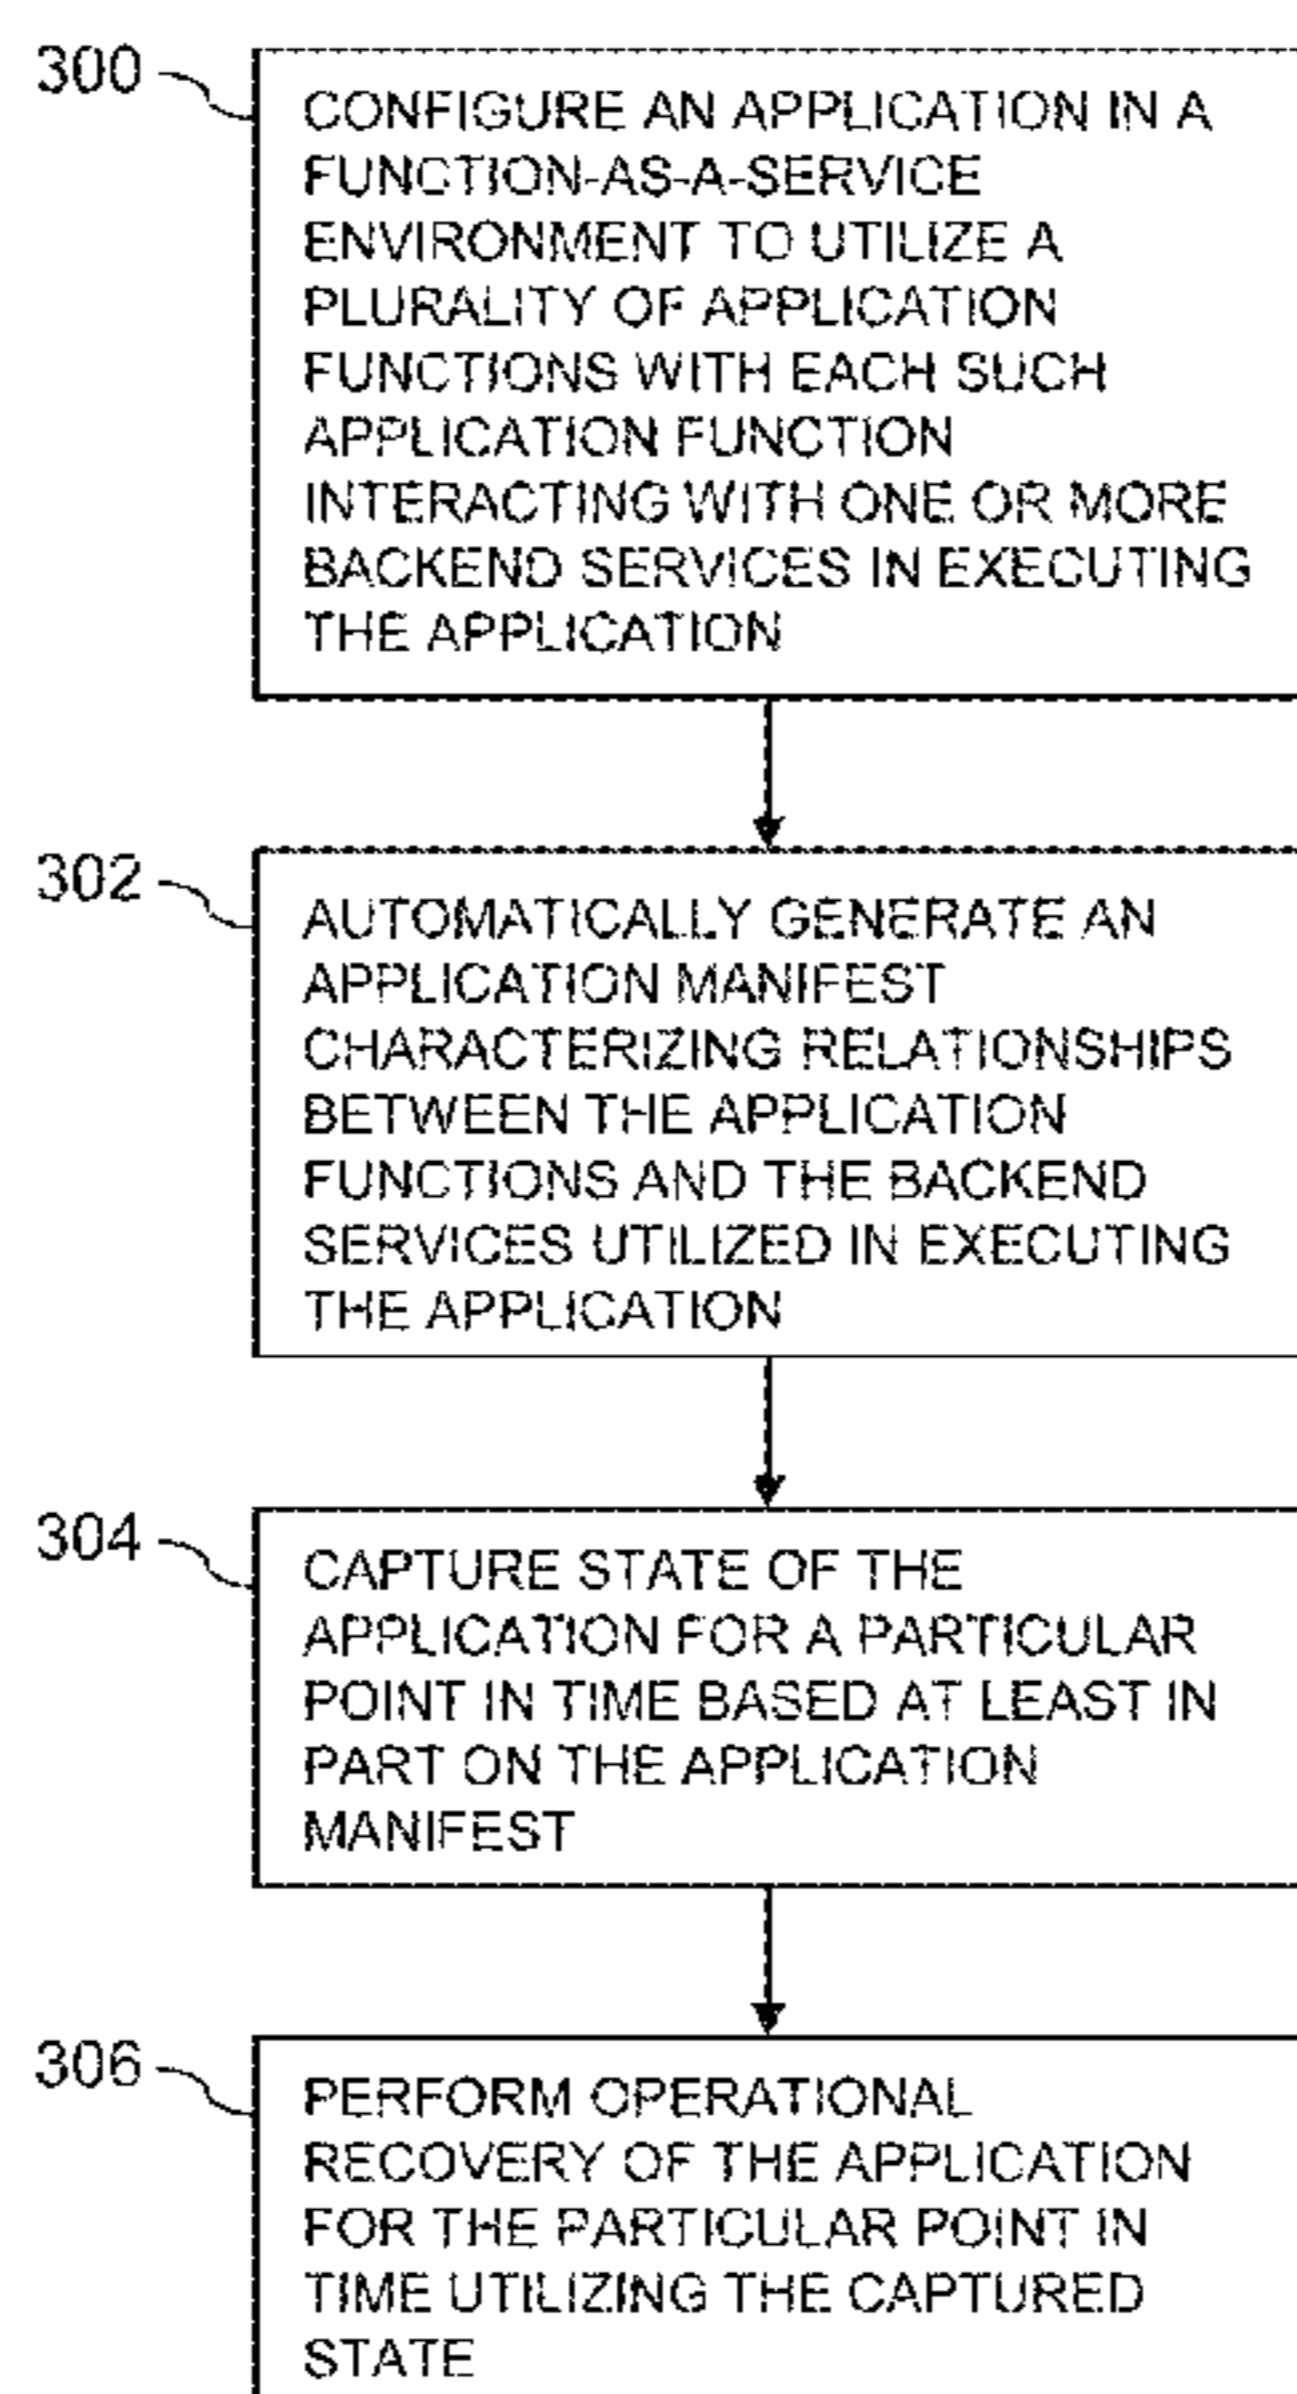 300
CONFIGURE AN APPLICATION IN A
FUNCTION-AS-A-SERVICE
ENVIRONMENT TO UTILIZE A
PLURALITY OF APPLICATION
FUNCTIONS WITH EACH SUCH
APPLICATION FUNCTION
INTERACTING WITH ONE OR MORE
BACKEND SERVICES IN EXECUTING
THE APPLICATION
302
AUTOMATICALLY GENERATE AN
APPLICATION MANIFEST
CHARACTERIZING RELATIONSHIPS
BETWEEN THE APPLICATION
FUNCTIONS AND THE BACKEND
SERVICES UTILIZED IN EXECUTING
THE APPLICATION
304
CAPTURE STATE OF THE
APPLICATION FOR A PARTICULAR
POINT IN TIME BASED AT LEAST IN
PART ON THE APPLICATION
MANIFEST
306
PERFORM OPERATIONAL
RECOVERY OF THE APPLICATION
FOR THE PARTICULAR POINT IN
TIME UTILIZING THE CAPTURED
STATE